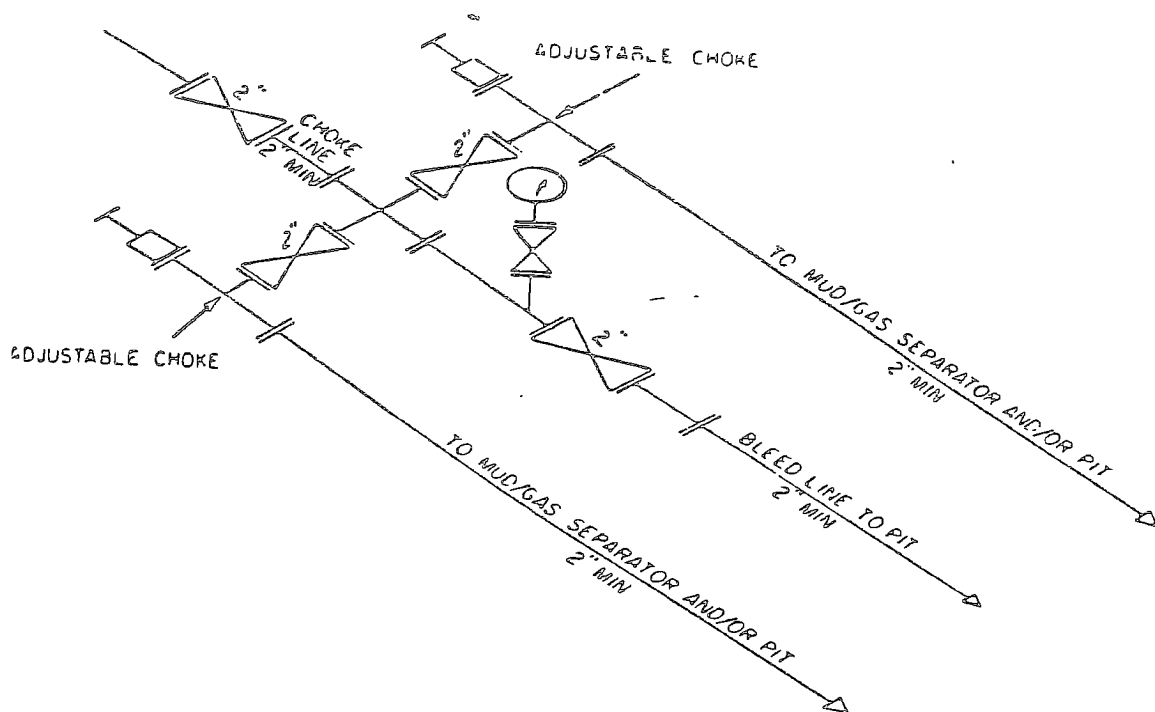 ADJUSTABLE CHOKE
2"
CHOKE
LINE
2" MIN
2"
P
2"
ADJUSTABLE CHOKE
2"
TO MUD/GAS SEPARATOR AND/OR PIT
2" MIN
BLEED LINE TO PIT
2" MIN
TO MUD/GAS SEPARATOR AND/OR PIT
2" MIN